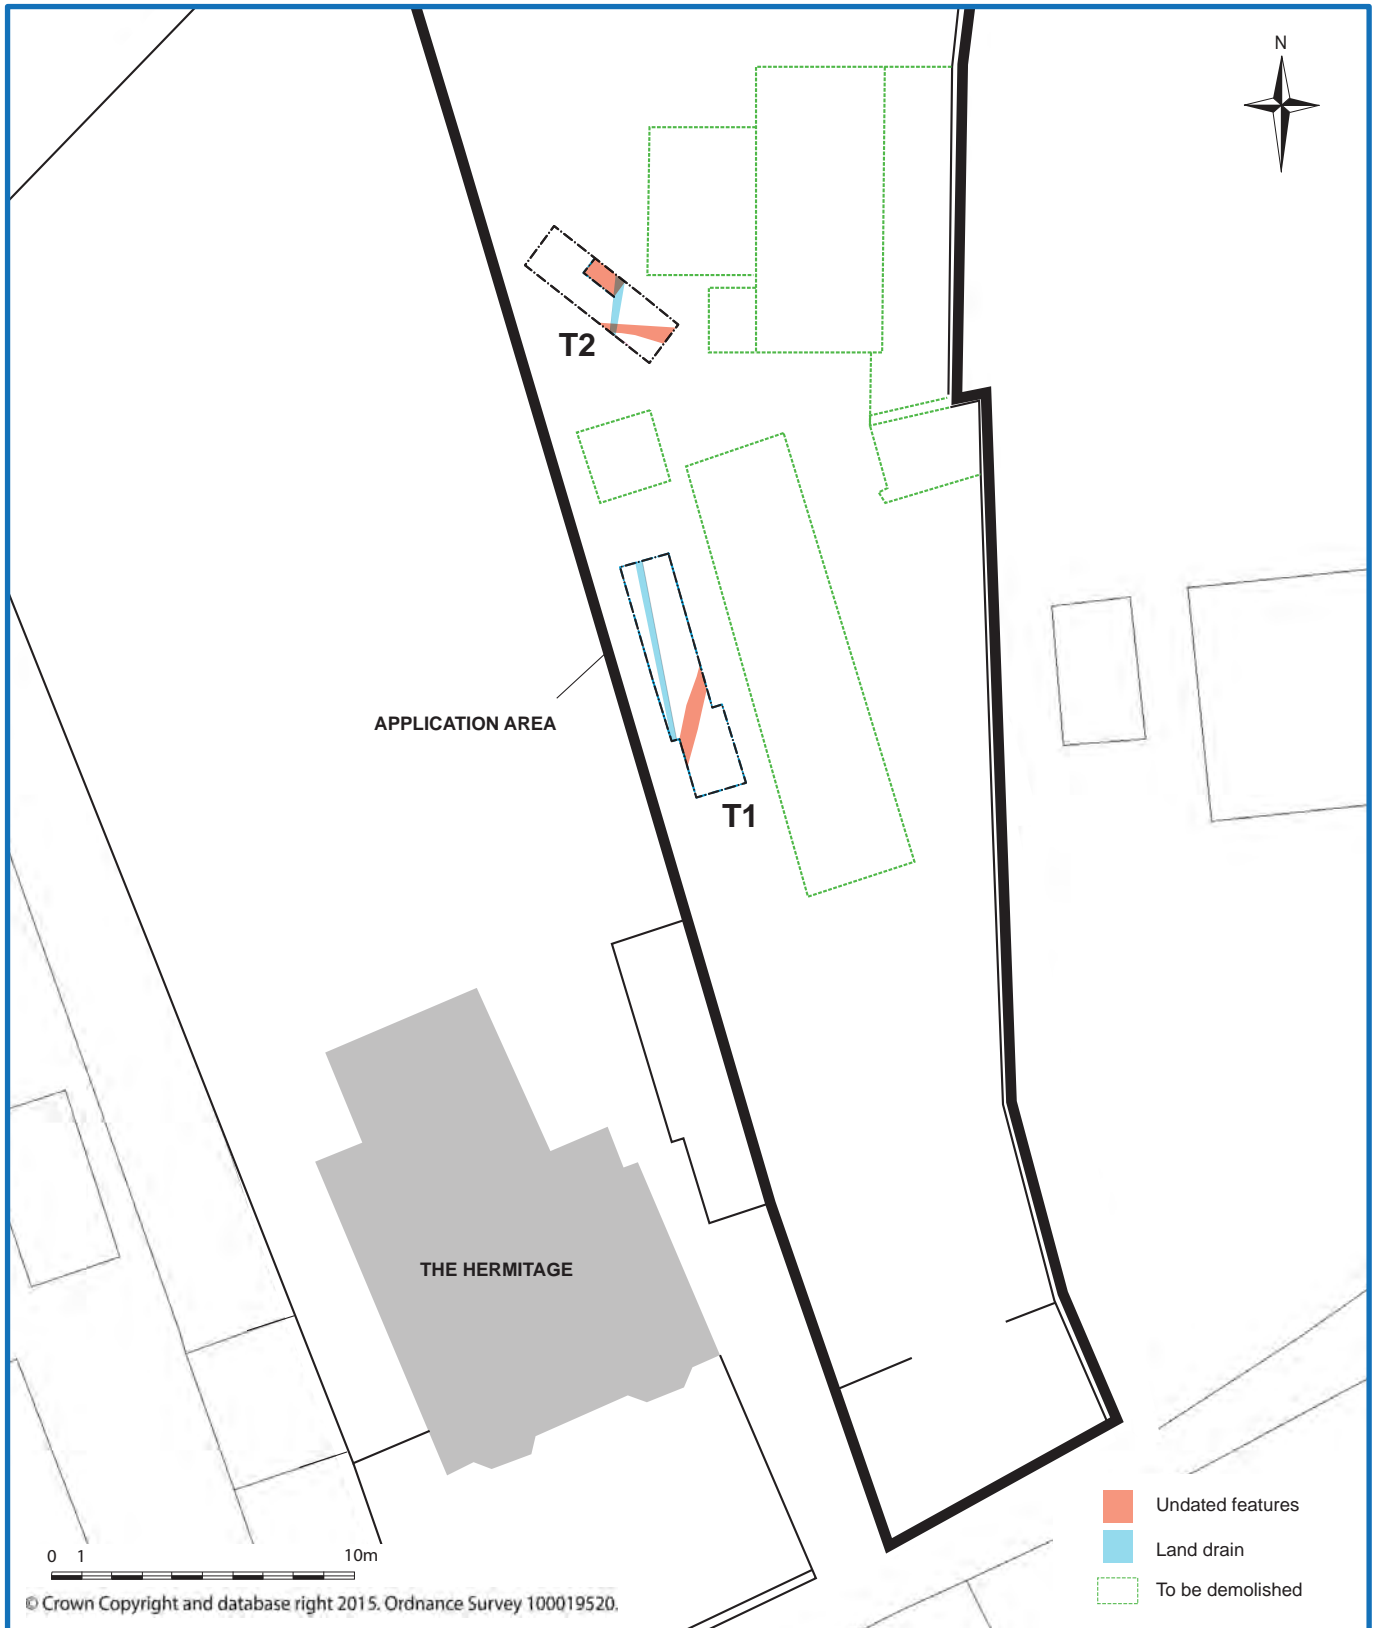 N
T2
APPLICATION AREA
T1
THE HERMITAGE
Undated features
Land drain
To be demolished
0 1 10m
© Crown Copyright and database right 2015. Ordnance Survey 100019520.